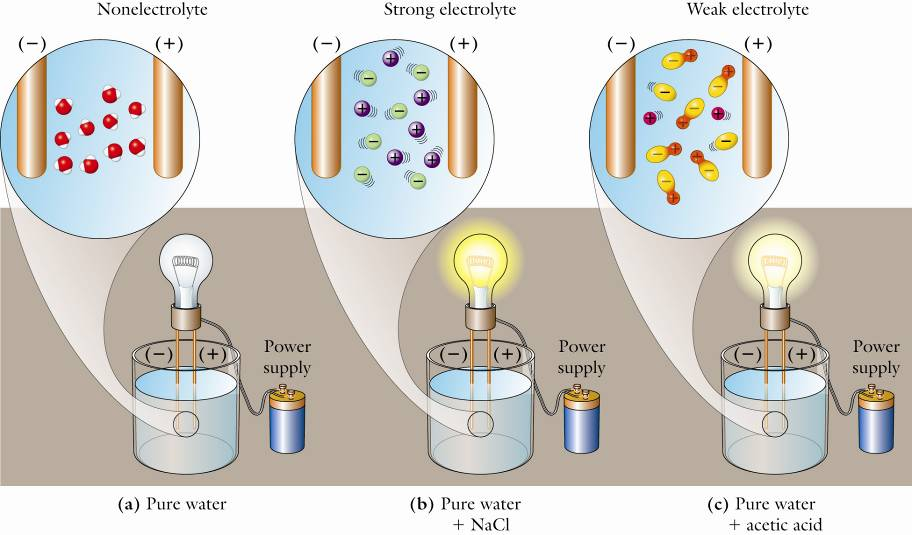 Nonelectrolyte
(−) (+)
Strong electrolyte
(−) (+)
− + − + − + − + − + + − −
Weak electrolyte
(−) (+)
− + − + − − + + + − + − + − − +
(−) (+)
Power
supply
(−) (+)
Power
supply
(−) (+)
Power
supply
(a) Pure water
(b) Pure water
+ NaCl
(c) Pure water
+ acetic acid